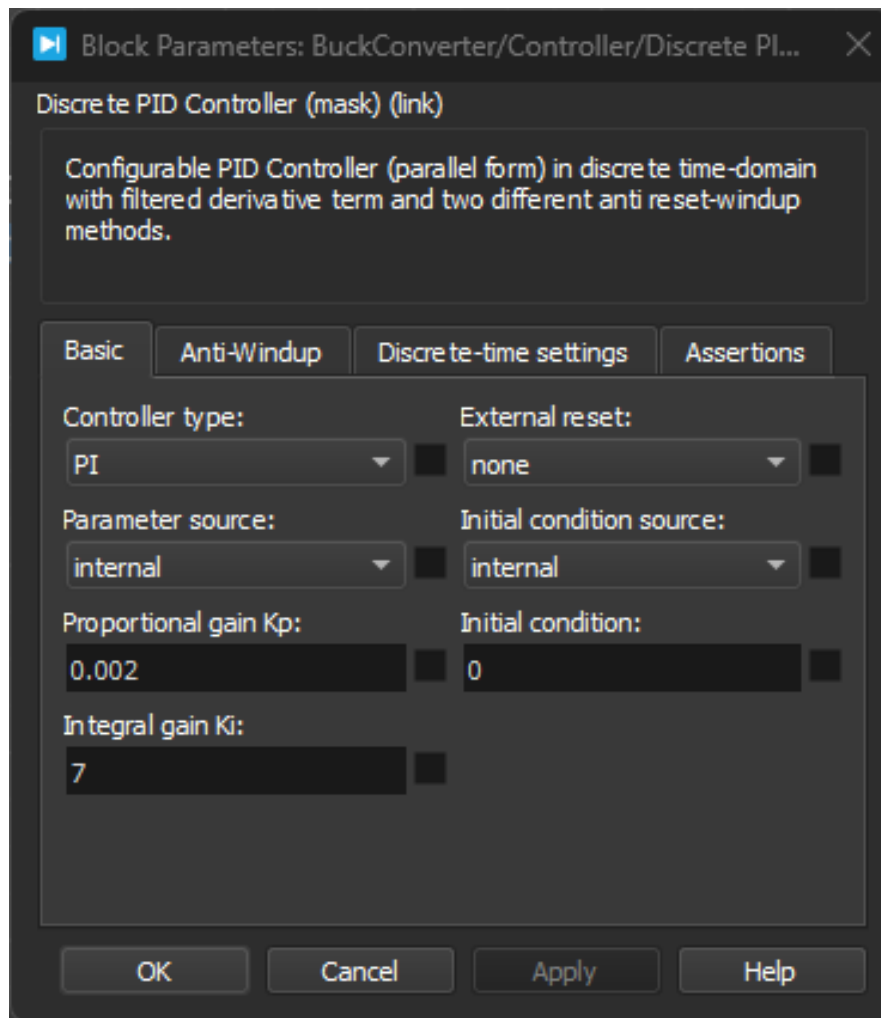 Block Parameters: BuckConverter/Controller/Discrete PI...
Discrete PID Controller (mask) (link)
Configurable PID Controller (parallel form) in discrete time-domain
with filtered derivative term and two different anti reset-windup
methods.
Basic Anti-Windup Discrete-time settings Assertions
Controller type: External reset:
PI none
Parameter source: Initial condition source:
internal internal
Proportional gain Kp: Initial condition:
0.002 0
Integral gain Ki:
7
OK Cancel Apply Help